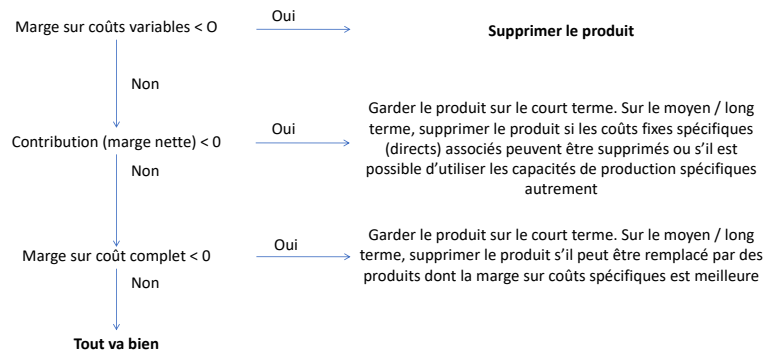 Marge sur coûts variables < O
Oui
Supprimer le produit
Non
Contribution (marge nette) < 0
Oui
Garder le produit sur le court terme. Sur le moyen / long
terme, supprimer le produit si les coûts fixes spécifiques
(directs) associés peuvent être supprimés ou s'il est
possible d'utiliser les capacités de production spécifiques
autrement
Non
Marge sur coût complet < 0
Oui
Garder le produit sur le court terme. Sur le moyen / long
terme, supprimer le produit s'il peut être remplacé par des
produits dont la marge sur coûts spécifiques est meilleure
Non
Tout va bien